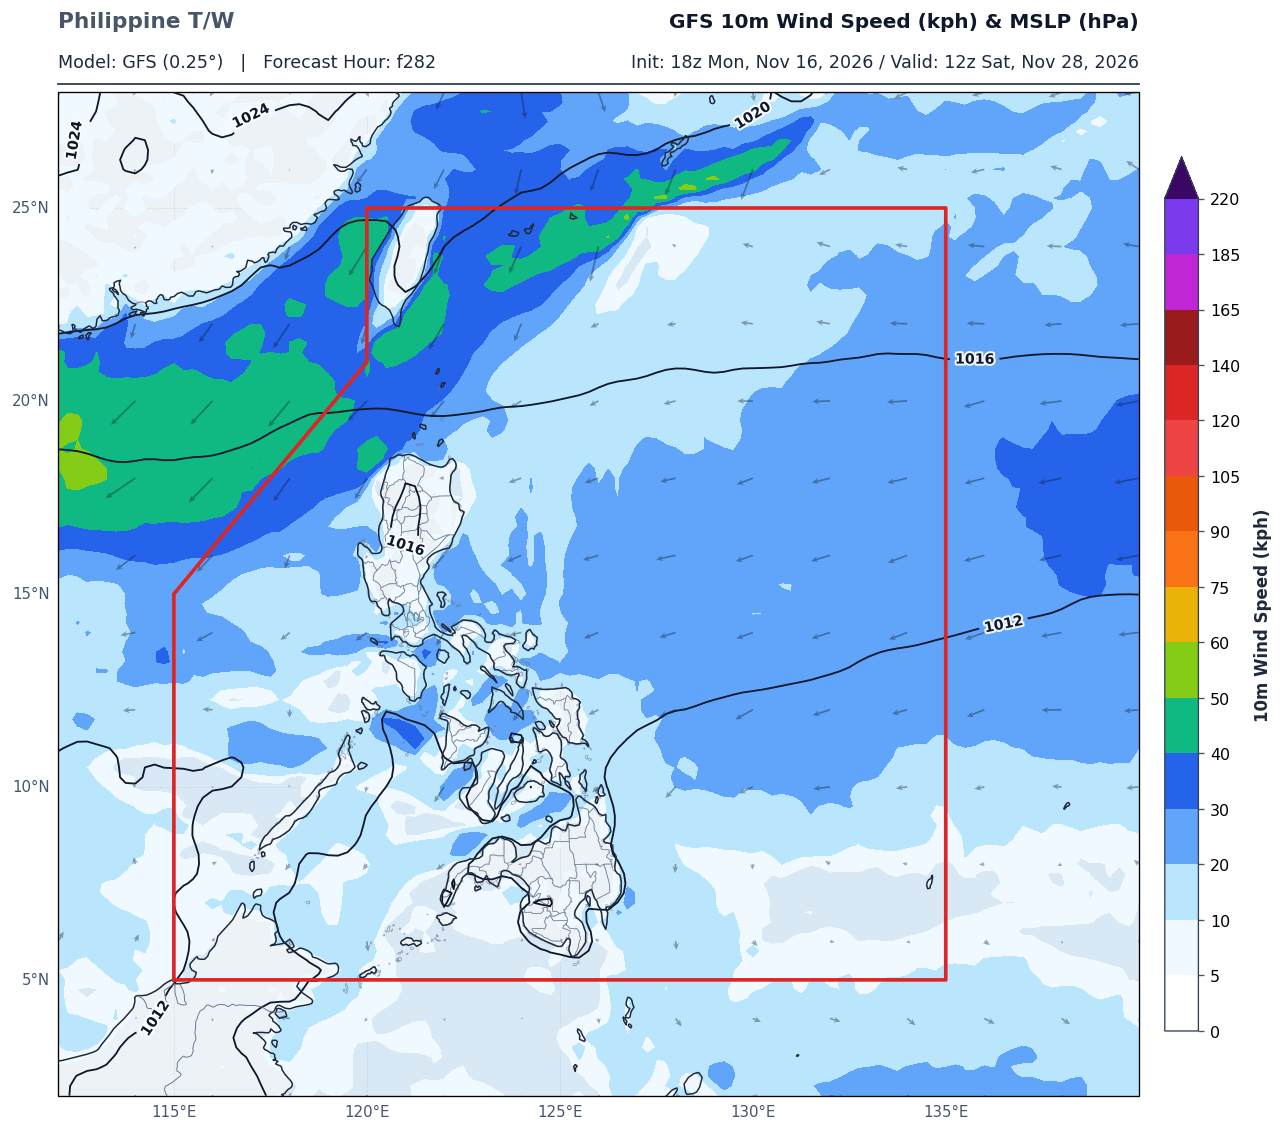 Philippine T/W
GFS 10m Wind Speed (kph) & MSLP (hPa)
Model: GFS (0.25°) | Forecast Hour: f282
Init: 18z Mon, Nov 16, 2026 / Valid: 12z Sat, Nov 28, 2026
1024
1024
1020
1016
1016
1012
1012
25°N
20°N
15°N
10°N
5°N
115°E
120°E
125°E
130°E
135°E
220
185
165
140
120
105
90
75
60
50
40
30
20
10
5
0
10m Wind Speed (kph)